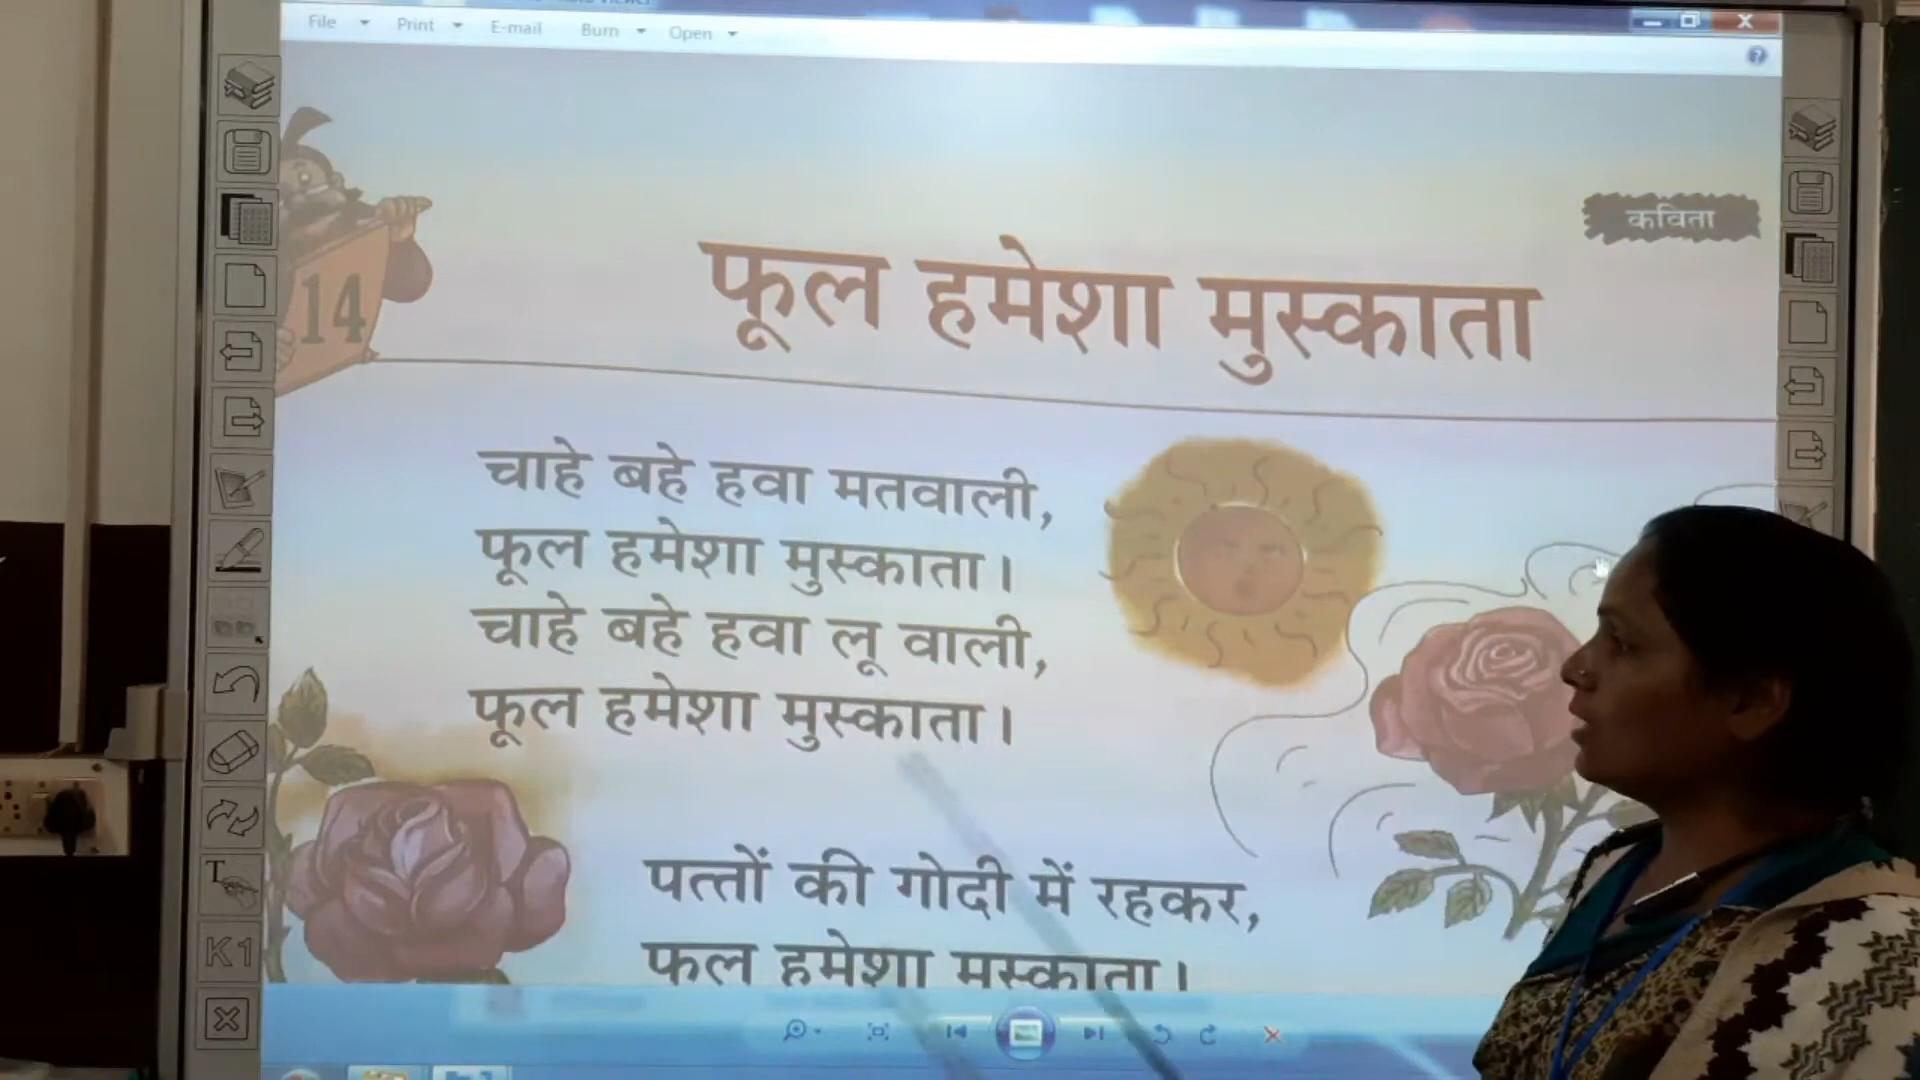 File Print E-mail Burn Open
कविता
14
फूल हमेशा मुस्काता
चाहे बहे हवा मतवाली,
फूल हमेशा मुस्काता।
चाहे बहे हवा लू वाली,
फूल हमेशा मुस्काता।
पत्तों की गोदी में रहकर,
फूल हमेशा मुस्काता।
T
K1